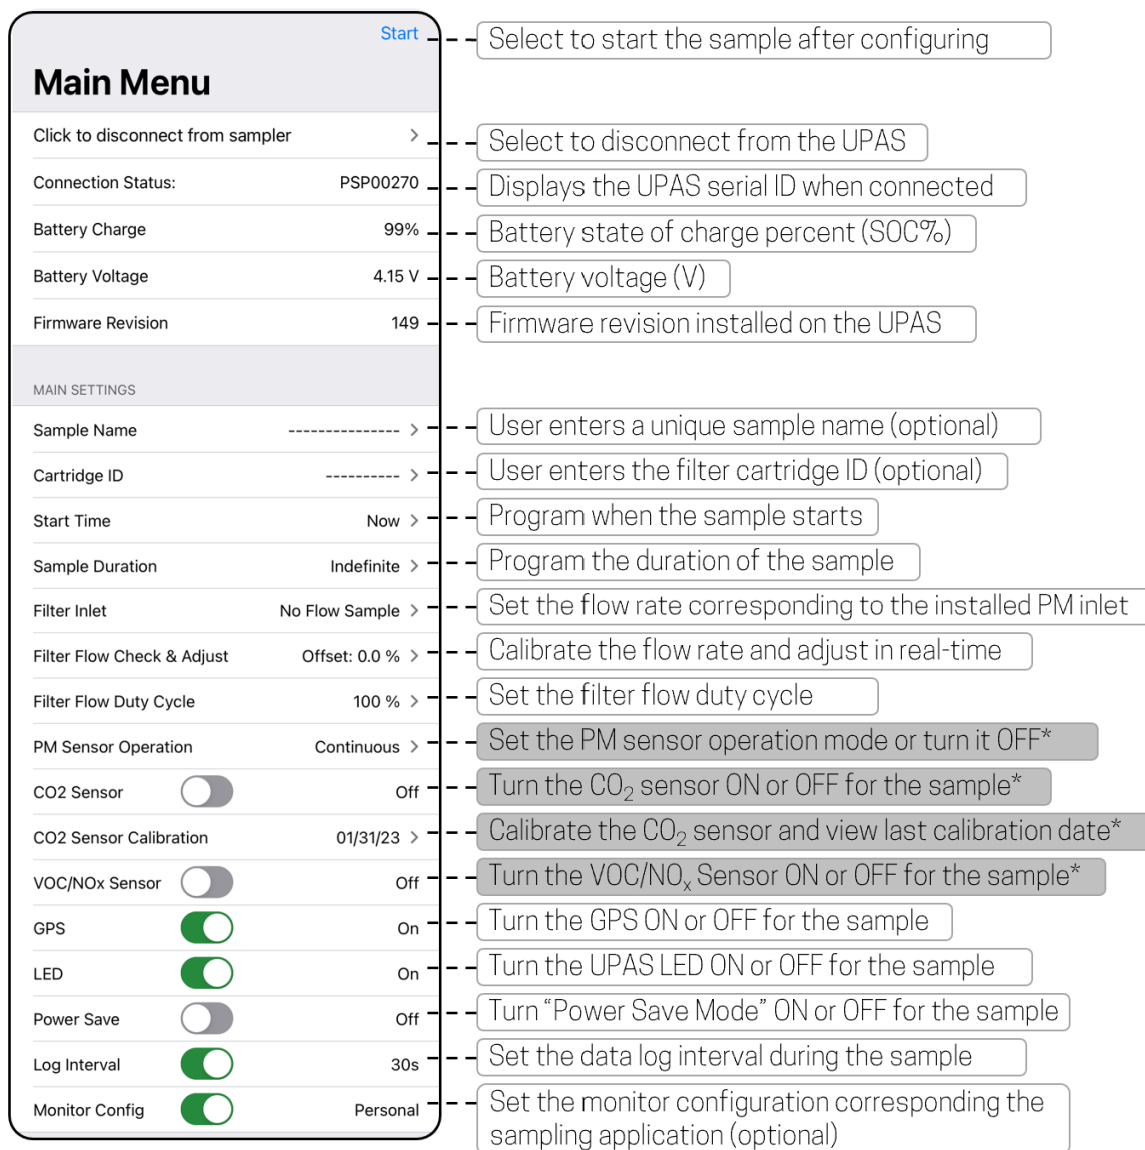 Start
Select to start the sample after configuring
Main Menu
Click to disconnect from sampler
Select to disconnect from the UPAS
Connection Status: PSP00270
Displays the UPAS serial ID when connected
Battery Charge 99%
Battery state of charge percent (SOC%)
Battery Voltage 4.15 V
Battery voltage (V)
Firmware Revision 149
Firmware revision installed on the UPAS
MAIN SETTINGS
Sample Name ---------------
User enters a unique sample name (optional)
Cartridge ID ----------
User enters the filter cartridge ID (optional)
Start Time Now
Program when the sample starts
Sample Duration Indefinite
Program the duration of the sample
Filter Inlet No Flow Sample
Set the flow rate corresponding to the installed PM inlet
Filter Flow Check & Adjust Offset: 0.0 %
Calibrate the flow rate and adjust in real-time
Filter Flow Duty Cycle 100 %
Set the filter flow duty cycle
PM Sensor Operation Continuous
Set the PM sensor operation mode or turn it OFF*
CO2 Sensor Off
Turn the CO₂ sensor ON or OFF for the sample*
CO2 Sensor Calibration 01/31/23
Calibrate the CO₂ sensor and view last calibration date*
VOC/NOx Sensor Off
Turn the VOC/NOₓ Sensor ON or OFF for the sample*
GPS On
Turn the GPS ON or OFF for the sample
LED On
Turn the UPAS LED ON or OFF for the sample
Power Save Off
Turn “Power Save Mode” ON or OFF for the sample
Log Interval 30s
Set the data log interval during the sample
Monitor Config Personal
Set the monitor configuration corresponding the
sampling application (optional)